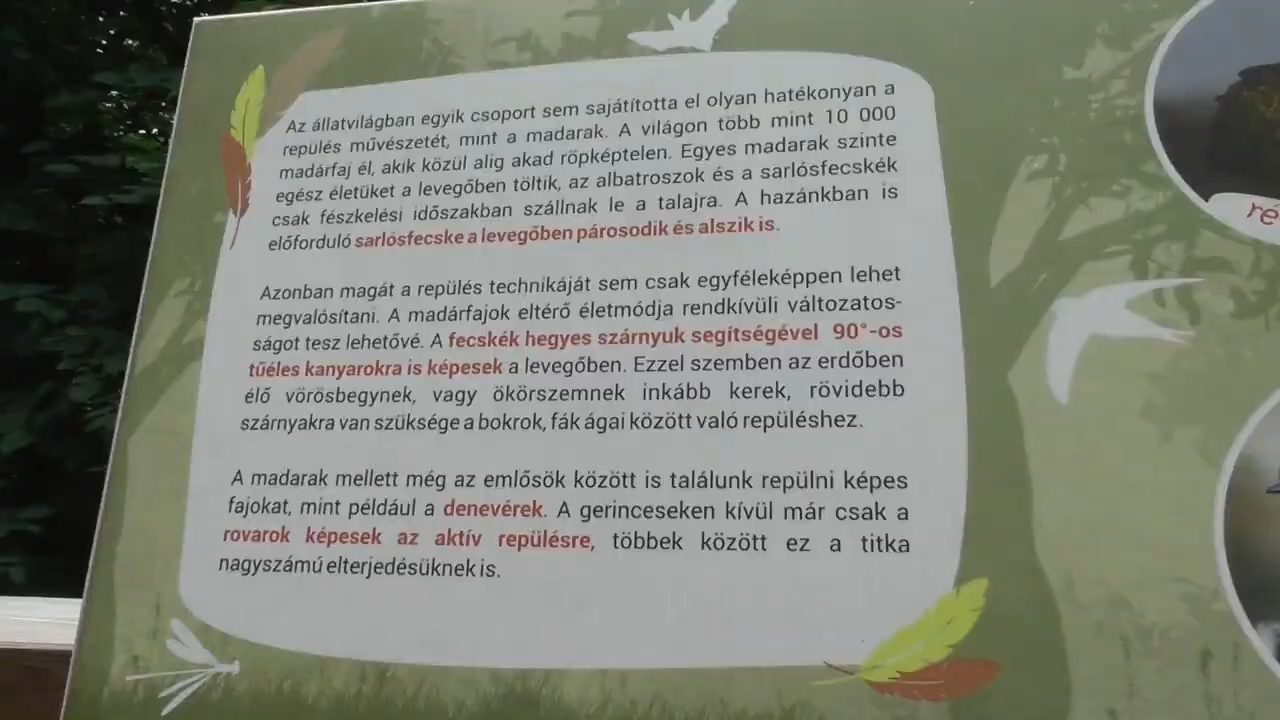 Az állatvilágban egyik csoport sem sajátította el olyan hatékonyan a
repülés művészetét, mint a madarak. A világon több mint 10 000
madárfaj él, akik közül alig akad röpképtelen. Egyes madarak szinte
egész életüket a levegőben töltik, az albatroszok és a sarlósfecskék
csak fészkelési időszakban szállnak le a talajra. A hazánkban is
előforduló sarlósfecske a levegőben párosodik és alszik is.
Azonban magát a repülés technikáját sem csak egyféleképpen lehet
megvalósítani. A madárfajok eltérő életmódja rendkívüli változatos-
ságot tesz lehetővé. A fecskék hegyes szárnyuk segítségével 90°-os
tűéles kanyarokra is képesek a levegőben. Ezzel szemben az erdőben
élő vörösbegynek, vagy ökörszemnek inkább kerek, rövidebb
szárnyakra van szüksége a bokrok, fák ágai között való repüléshez.
A madarak mellett még az emlősök között is találunk repülni képes
fajokat, mint például a denevérek. A gerinceseken kívül már csak a
rovarok képesek az aktív repülésre, többek között ez a titka
nagyszámú elterjedésüknek is.
ré